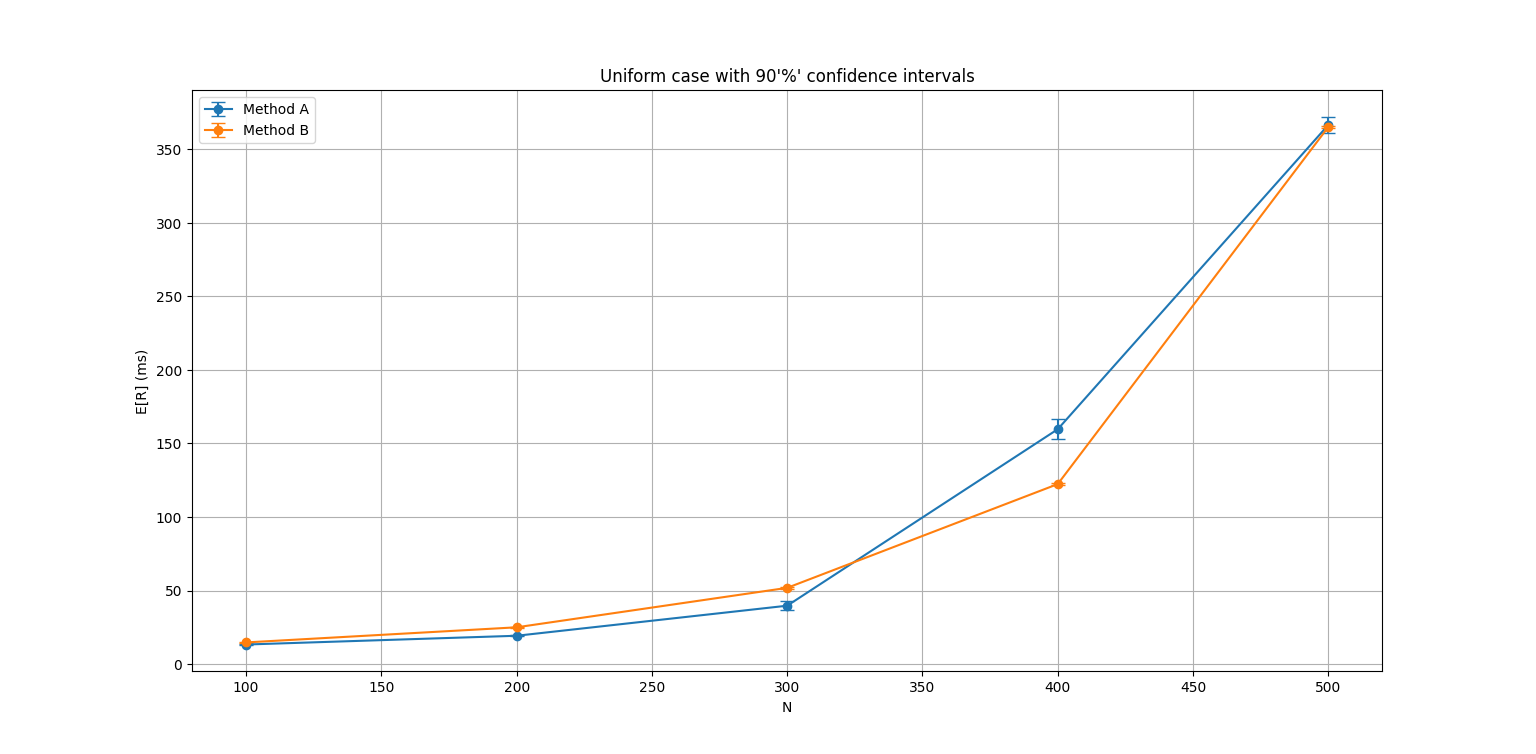 Uniform case with 90'%' confidence intervals
Method A
Method B
350
300
250
200
150
100
50
0
E[R] (ms)
100 150 200 250 300 350 400 450 500
N